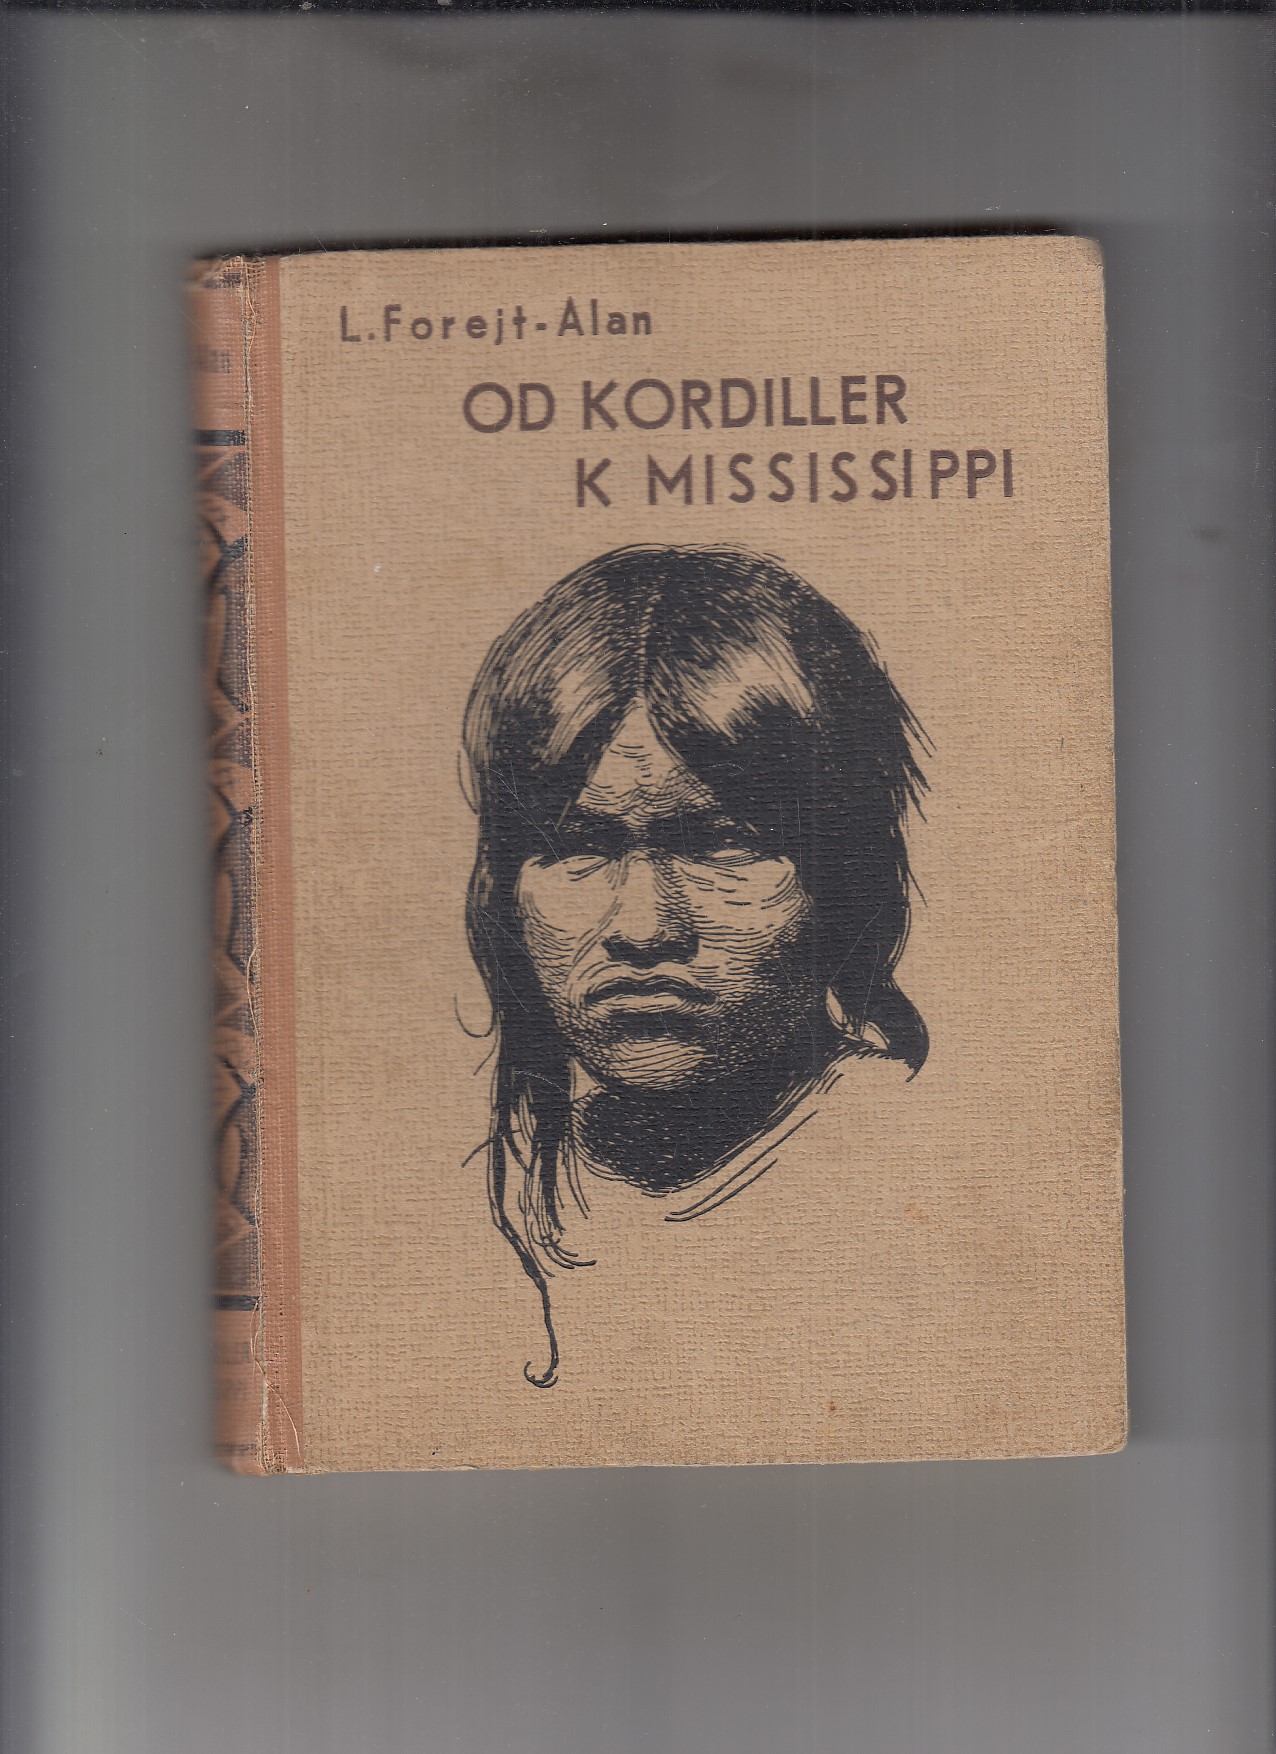 L. Forejt-Alan
OD KORDILLER
K MISSISSIPPI